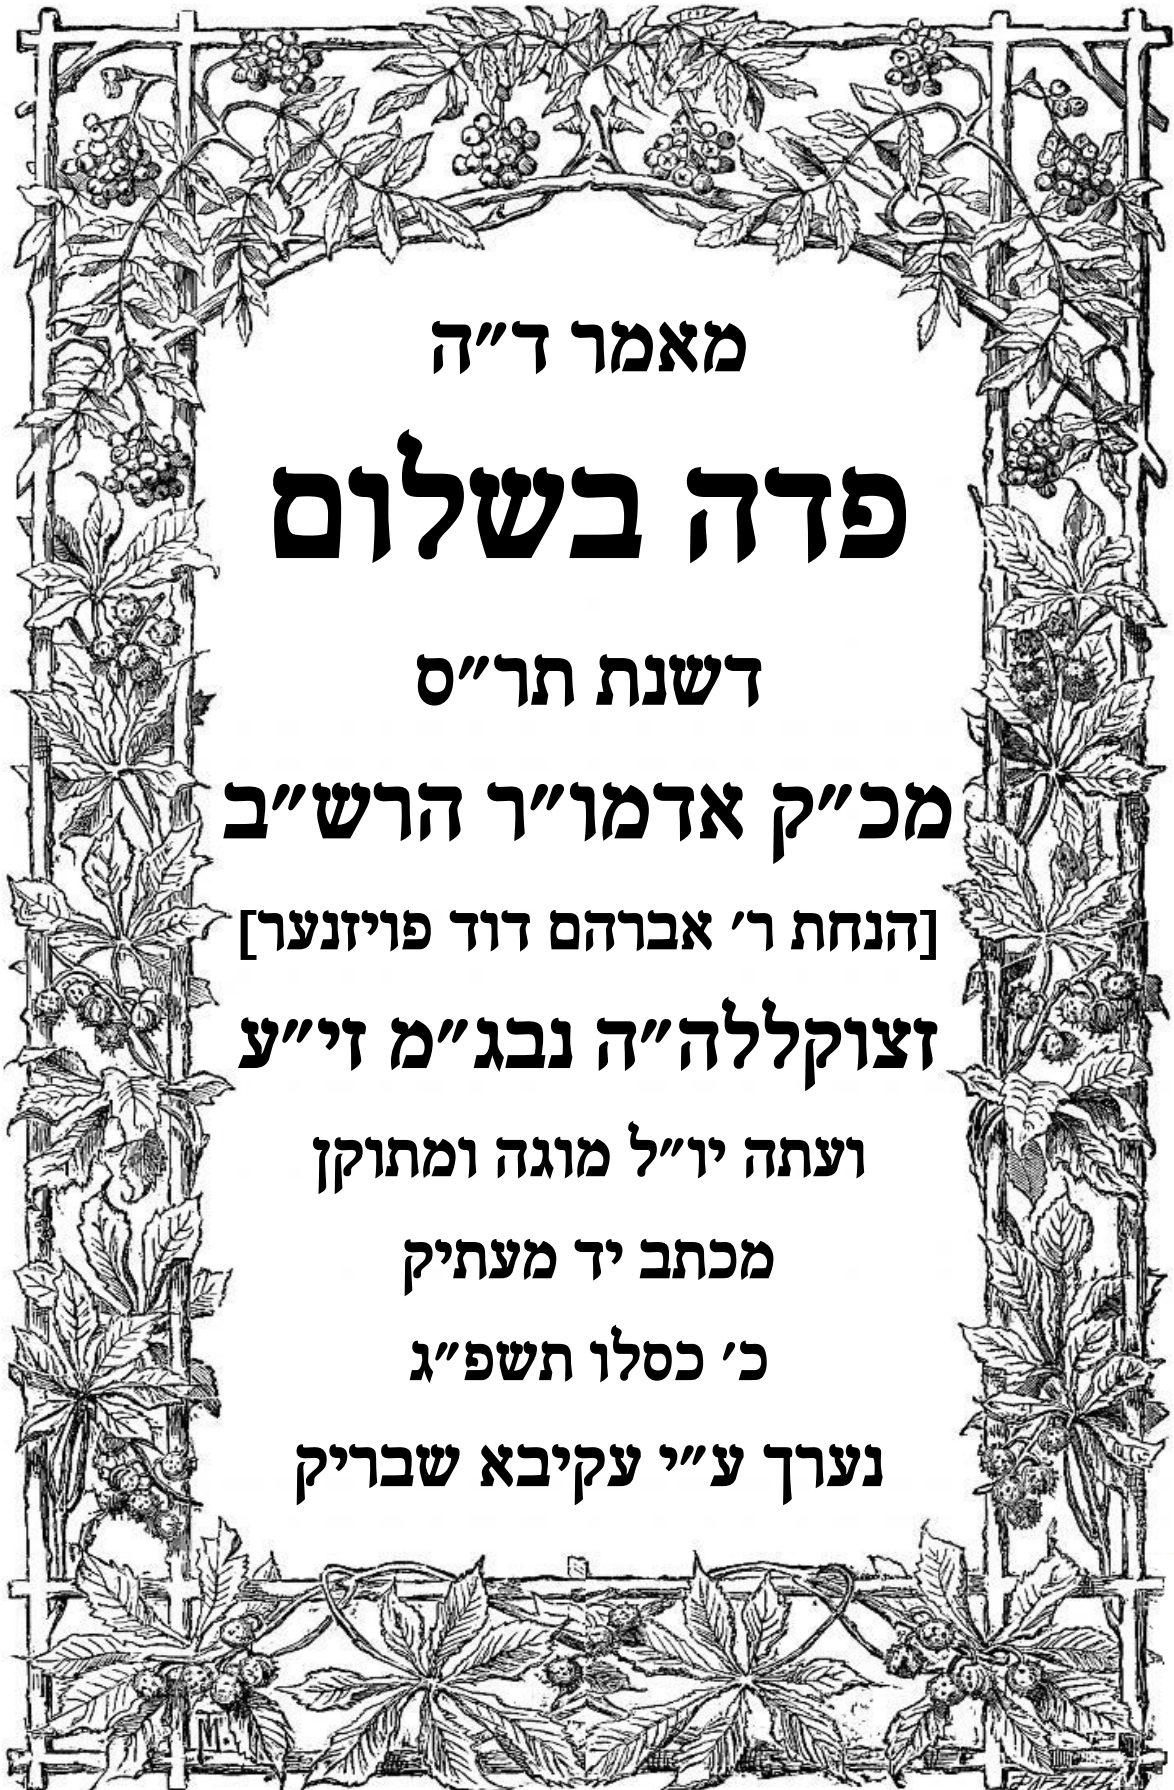 מאמר ד״ה
פדה בשלום
דשנת תר״ס
מכ״ק אדמו״ר הרש״ב
[הנחת ר׳ אברהם דוד פויזנער]
זצוקללה״ה נבג״מ זי״ע
ועתה יו״ל מוגה ומתוקן
מכתב יד מעתיק
כ׳ כסלו תשפ״ג
נערך ע״י עקיבא שבריק
M.